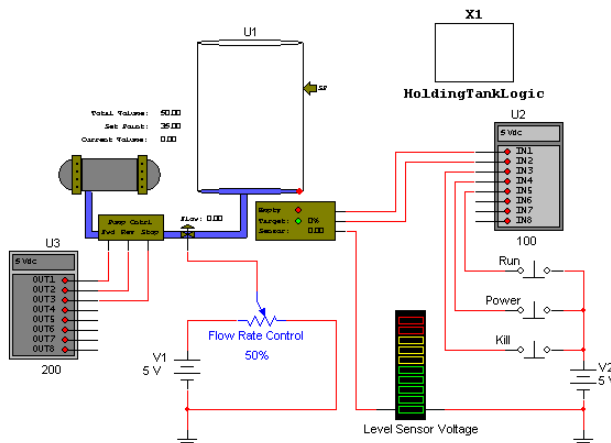 X1
HoldingTankLogic
U1
SP
Total Volume: 50.00
Set Point: 35.00
Current Volume: 0.00
U2
5 Vdc
IN1
IN2
IN3
IN4
IN5
IN6
IN7
IN8
100
Empty
Target: 0%
Sensor: 0.00
Flow: 0.00
Pump Cntrl
Fwd Rev Stop
U3
5 Vdc
OUT1
OUT2
OUT3
OUT4
OUT5
OUT6
OUT7
OUT8
200
Run
Power
Kill
Flow Rate Control
50%
V1
5 V
V2
5 V
Level Sensor Voltage